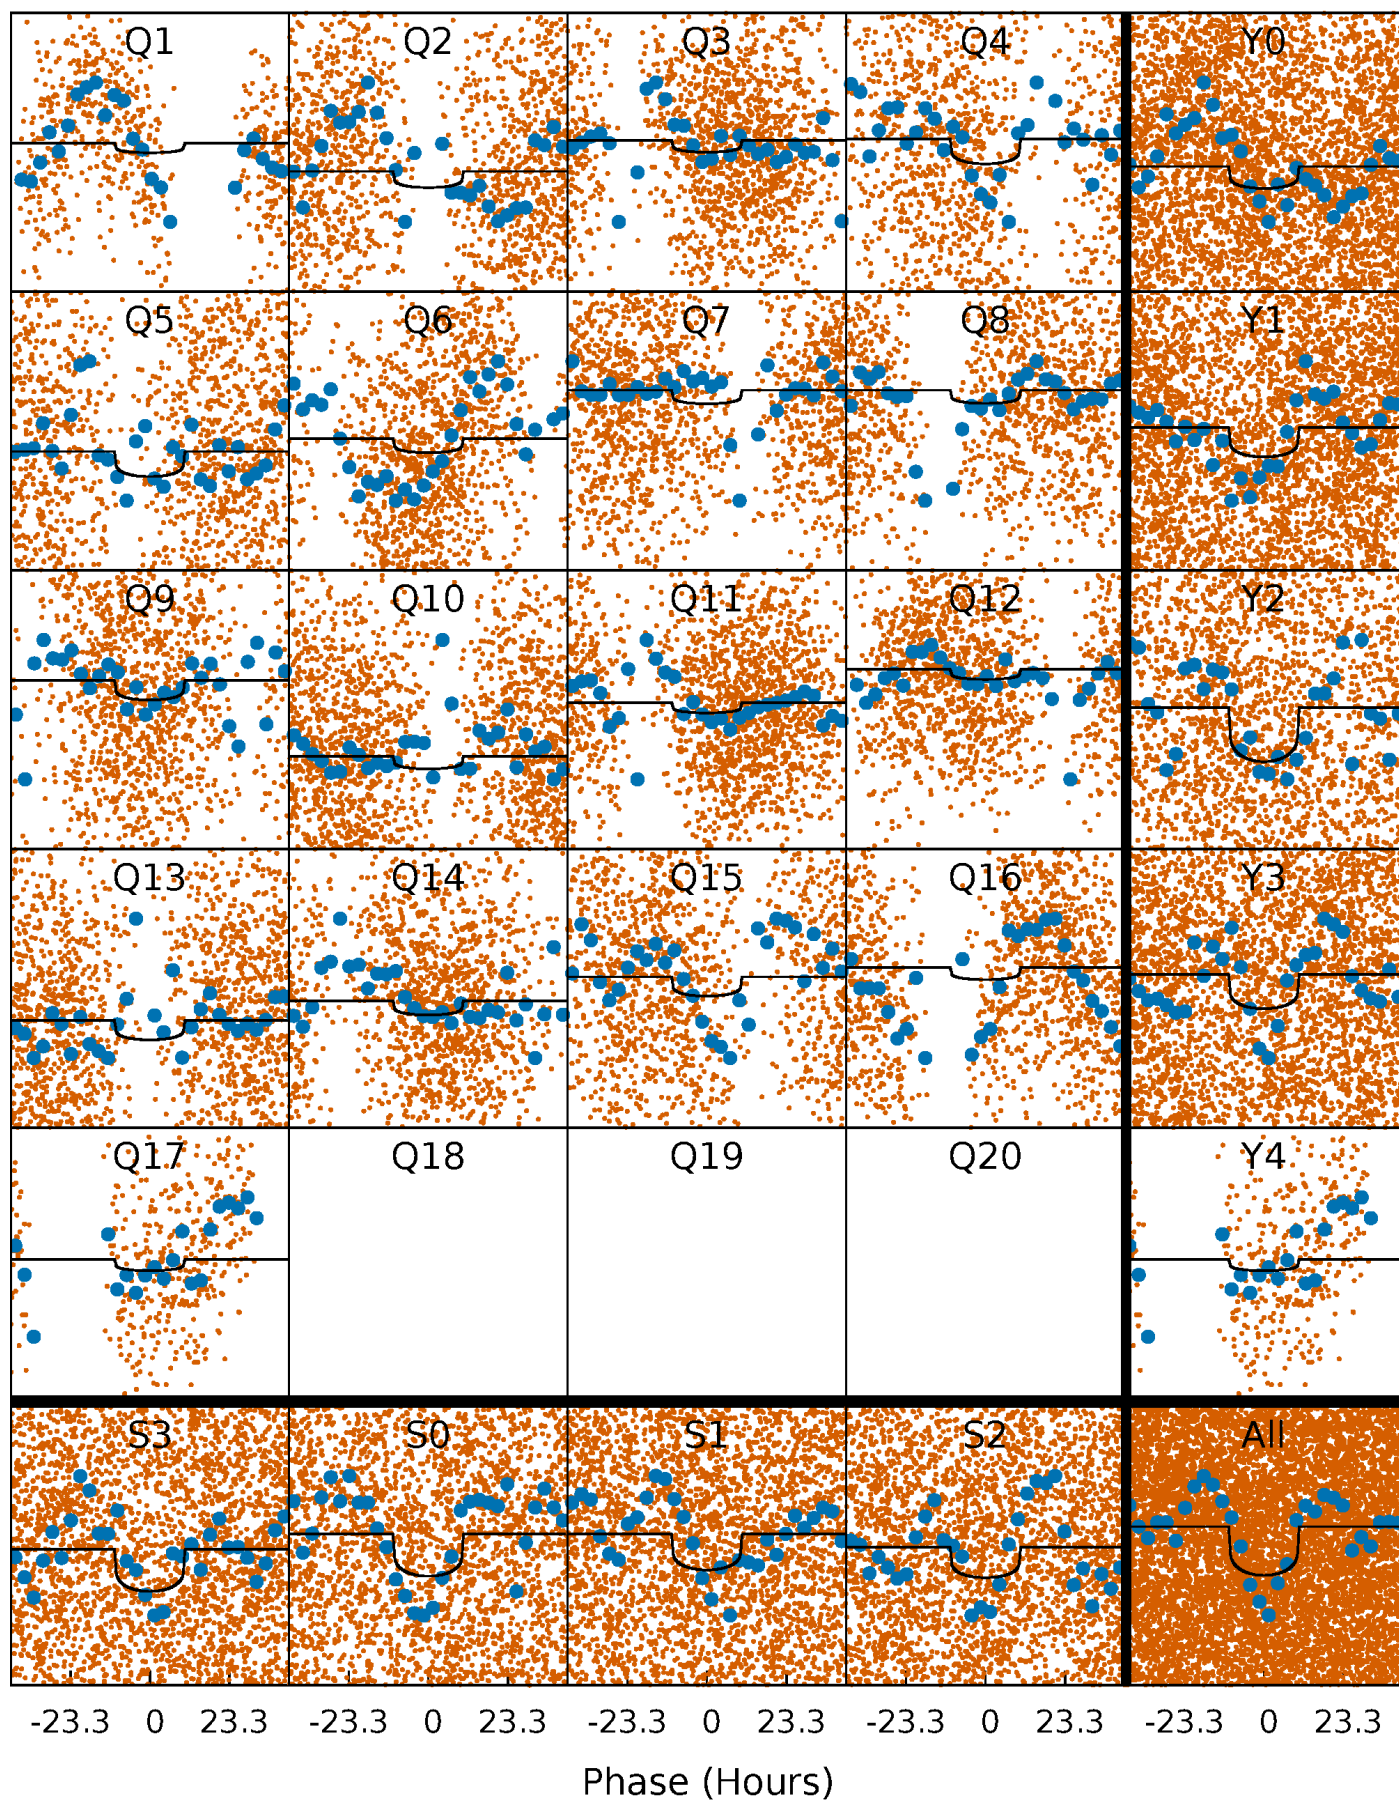 Q1 Q2 Q3 Q4 Y0
Q5 Q6 Q7 Q8 Y1
Q9 Q10 Q11 Q12 Y2
Q13 Q14 Q15 Q16 Y3
Q17 Q18 Q19 Q20 Y4
S3 S0 S1 S2 All
-23.3 0 23.3 -23.3 0 23.3 -23.3 0 23.3 -23.3 0 23.3 -23.3 0 23.3
Phase (Hours)